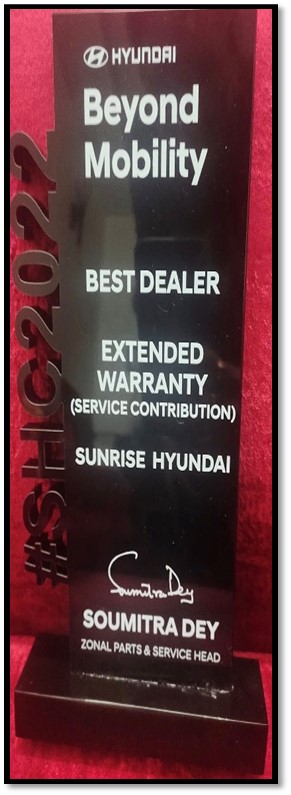 HYUNDAI
Beyond
Mobility
BEST DEALER
EXTENDED
WARRANTY
(SERVICE CONTRIBUTION)
SUNRISE HYUNDAI
Soumitra Dey
SOUMITRA DEY
ZONAL PARTS & SERVICE HEAD
#SHC2022